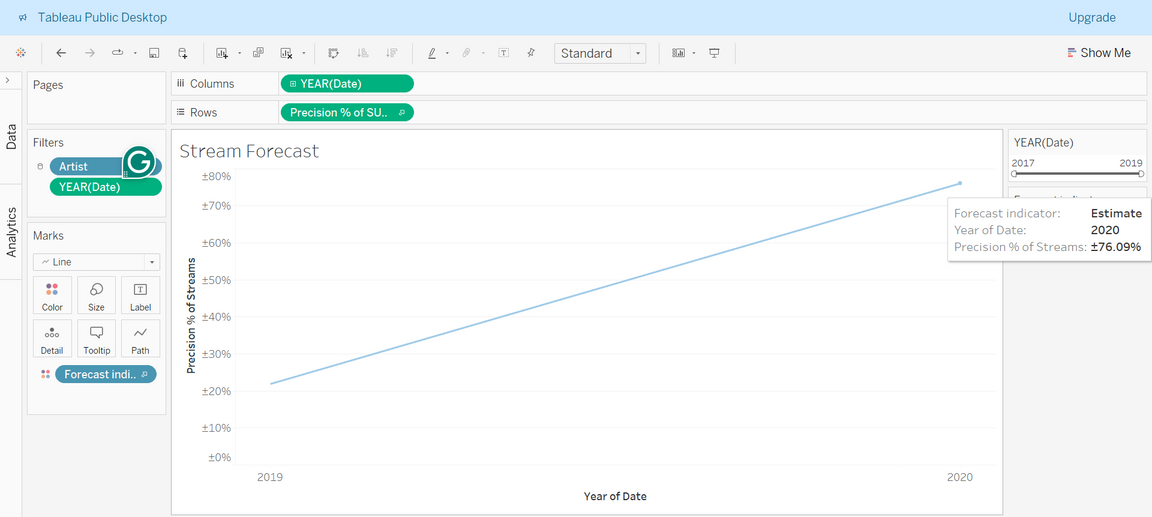 Tableau Public Desktop
Upgrade
Standard
Show Me
Data
Analytics
Pages
Columns
YEAR(Date)
Rows
Precision % of SU..
Filters
Artist
G
YEAR(Date)
Marks
Line
Color
Size
Label
Detail
Tooltip
Path
Forecast indi..
Stream Forecast
Precision % of Streams
±80%
±70%
±60%
±50%
±40%
±30%
±20%
±10%
±0%
2019
2020
Year of Date
YEAR(Date)
2017
2019
Forecast indicator: Estimate
Year of Date: 2020
Precision % of Streams: ±76.09%